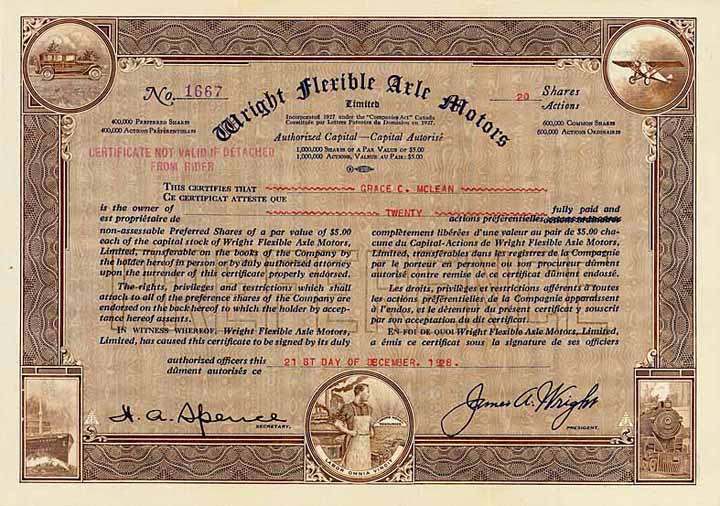 No. 1667
Wright Flexible Axle Motors
Limited
20 Shares
Actions
Incorporated 1927 under the "Companies Act" Canada
Constituée par Lettres Patentes du Dominion en 1927.
400,000 PREFERRED SHARES
400,000 ACTIONS PRÉFÉRENTIELLES
600,000 COMMON SHARES
600,000 ACTIONS ORDINAIRES
Authorized Capital—Capital Autorisé
1,000,000 SHARES OF A PAR VALUE OF $5.00
1,000,000 ACTIONS, VALEUR AU PAIR: $5.00
CERTIFICATE NOT VALID IF DETACHED
FROM RIDER
THIS CERTIFIES THAT GRACE C. MCLEAN
CE CERTIFICAT ATTESTE QUE
is the owner of TWENTY fully paid and
est propriétaire de actions préférentielles
non-assessable Preferred Shares of a par value of $5.00
each of the capital stock of Wright Flexible Axle Motors,
Limited, transferable on the books of the Company by
the holder hereof in person or by duly authorized attorney
upon the surrender of this certificate properly endorsed.
The rights, privileges and restrictions which shall
attach to all of the preference shares of the Company are
endorsed on the back hereof to which the holder by accep-
tance hereof assents.
IN WITNESS WHEREOF, Wright Flexible Axle Motors,
Limited, has caused this certificate to be signed by its duly
complètement libérées d'une valeur au pair de $5.00 cha-
cune du Capital-Actions de Wright Flexible Axle Motors,
Limited, transférables dans les registres de la Compagnie
par le porteur en personne ou son procureur dûment
autorisé contre remise de ce certificat dûment endossé.
Les droits, privilèges et restrictions afférents à toutes
les actions préférentielles de la Compagnie apparaissent
à l'endos, et le détenteur du présent certificat y souscrit
par son acceptation du dit certificat.
EN FOI DE QUOI Wright Flexible Axle Motors, Limited,
a émis ce certificat sous la signature de ses officiers
authorized officers this 21 ST DAY OF DECEMBER, 1928.
dûment autorisés ce
H. A. Spence
SECRETARY.
James A. Wright
PRESIDENT.
LABOR OMNIA VINCIT